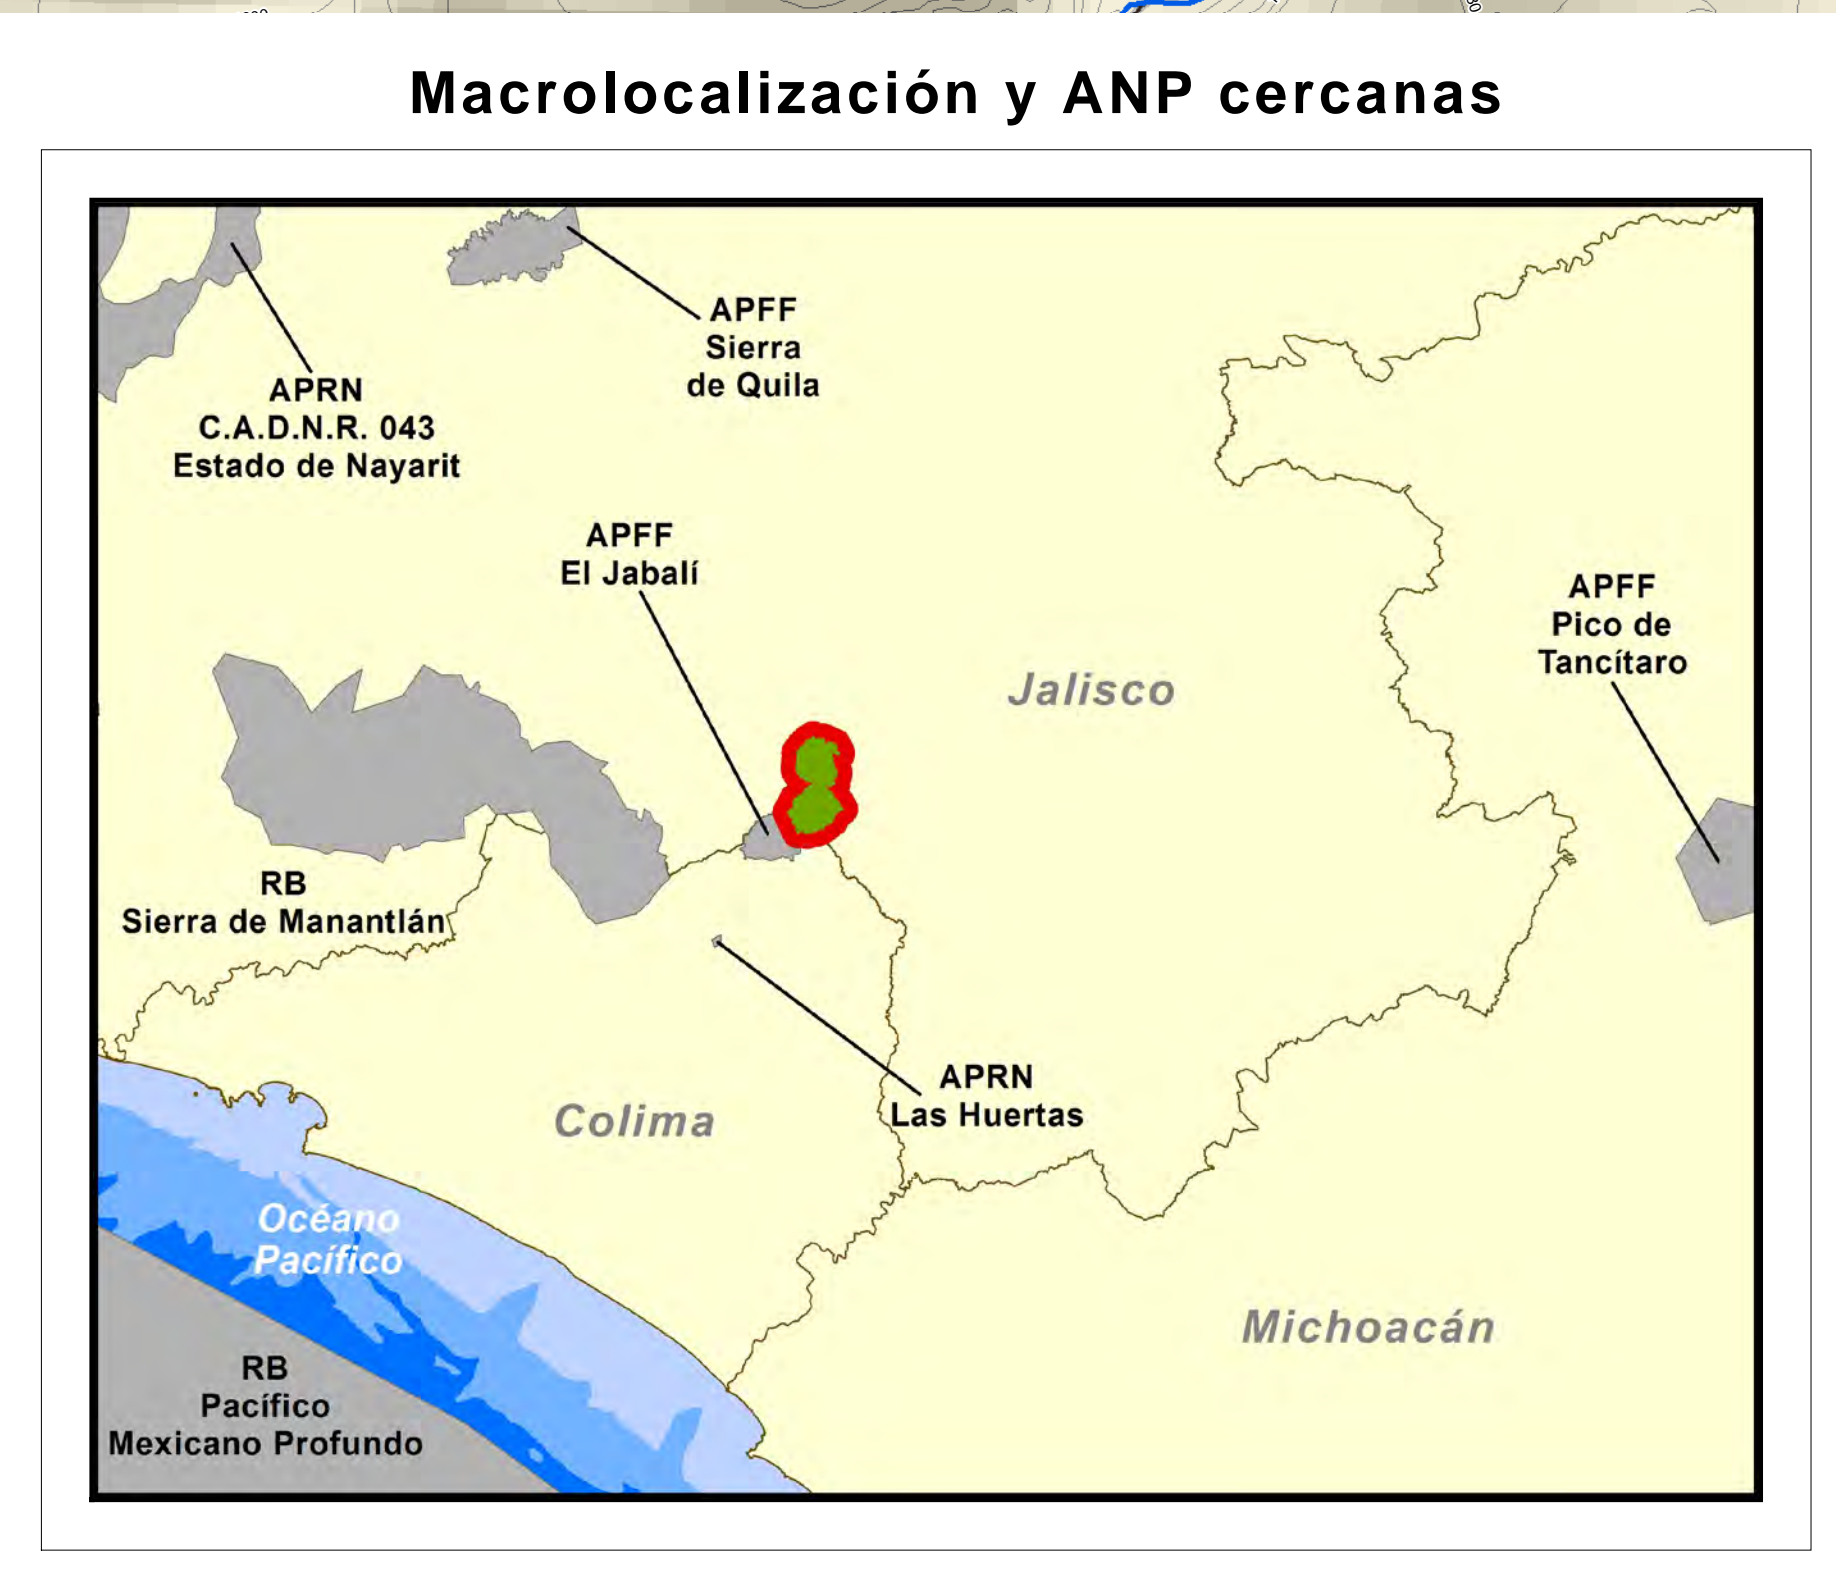 Macrolocalización y ANP cercanas
APFF
Sierra
de Quila
APRN
C.A.D.N.R. 043
Estado de Nayarit
APFF
El Jabalí
APFF
Pico de
Tancítaro
Jalisco
RB
Sierra de Manantlán
APRN
Las Huertas
Colima
Océano
Pacífico
Michoacán
RB
Pacífico
Mexicano Profundo